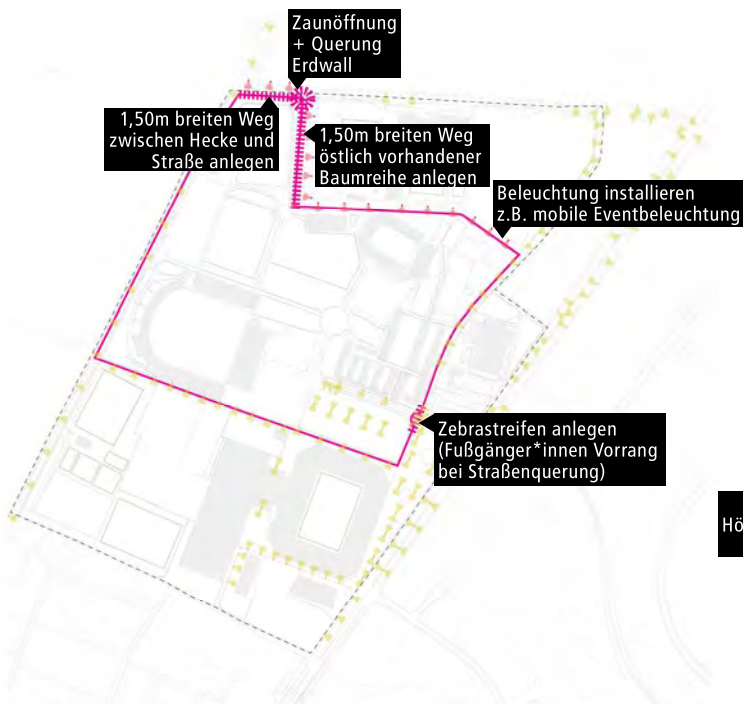 Zaunöffnung
+ Querung
Erdwall
1,50m breiten Weg
zwischen Hecke und
Straße anlegen
1,50m breiten Weg
östlich vorhandener
Baumreihe anlegen
Beleuchtung installieren
z.B. mobile Eventbeleuchtung
Zebrastreifen anlegen
(Fußgänger*innen Vorrang
bei Straßenquerung)
Hö